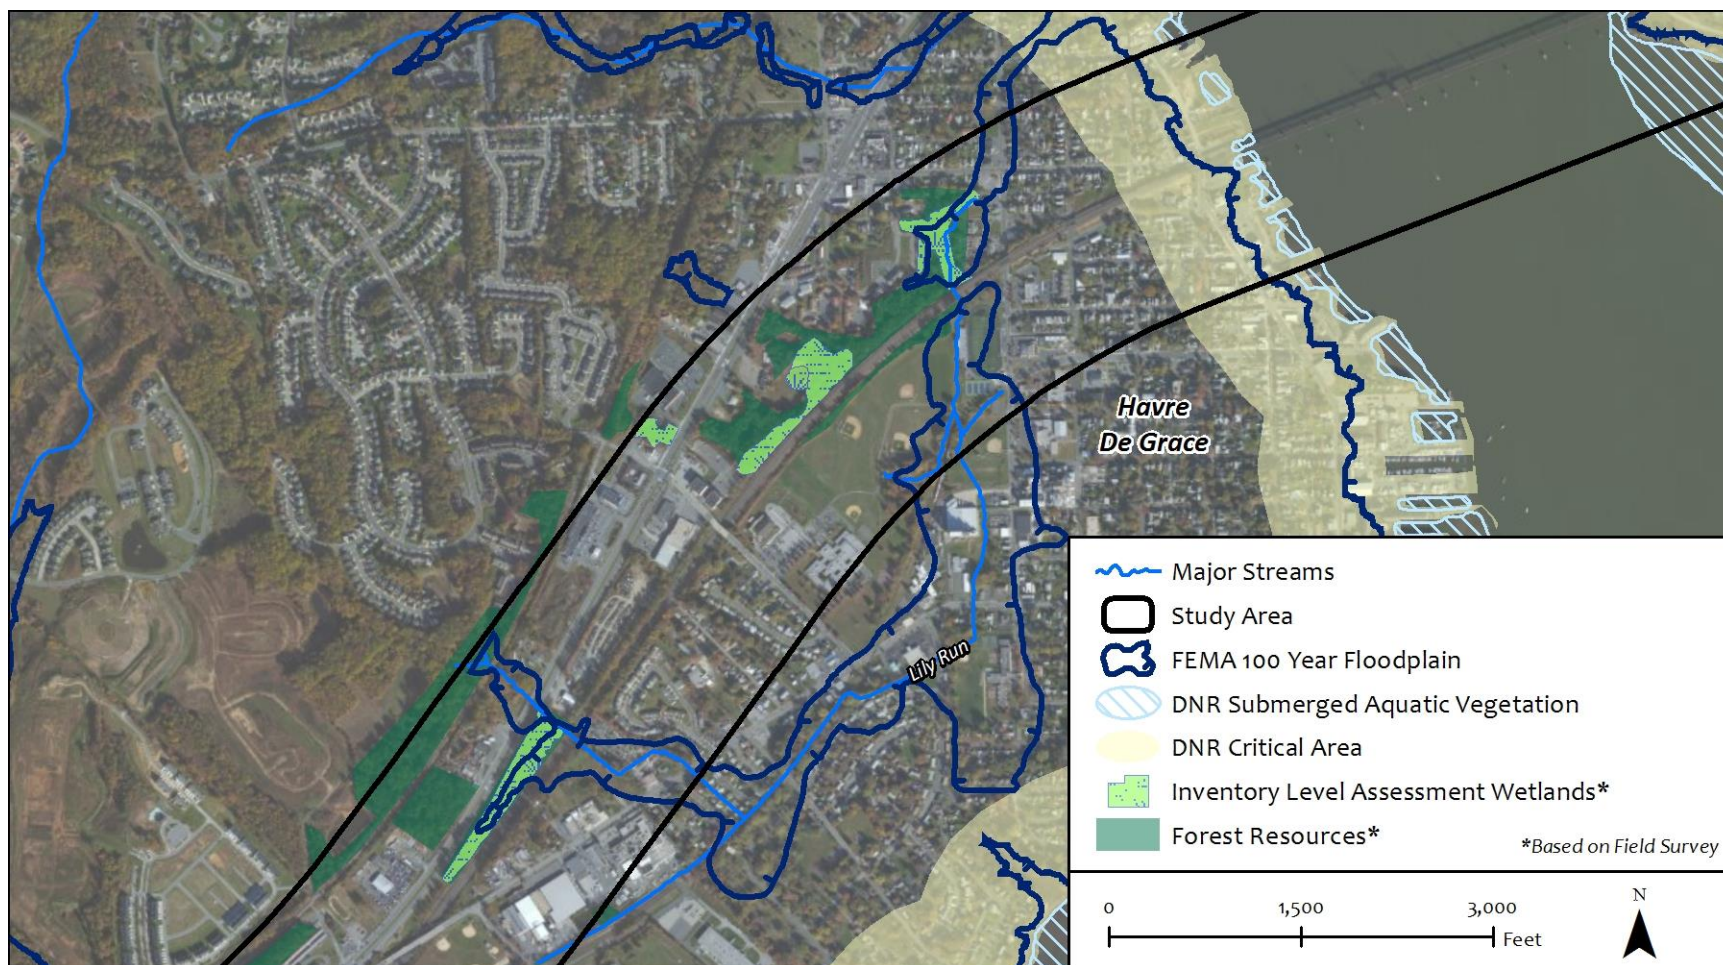 Havre
De Grace
Lily Run
Major Streams
Study Area
FEMA 100 Year Floodplain
DNR Submerged Aquatic Vegetation
DNR Critical Area
Inventory Level Assessment Wetlands*
Forest Resources*
*Based on Field Survey
0 1,500 3,000
Feet
N